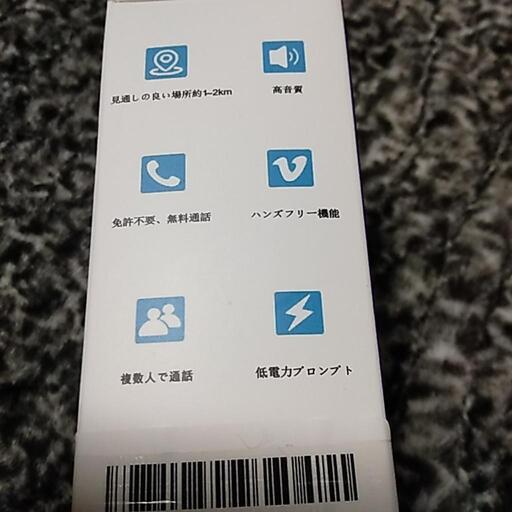 見通しの良い場所約1-2km
高音質
免許不要、無料通話
ハンズフリー機能
複数人で通話
低電力プロンプト